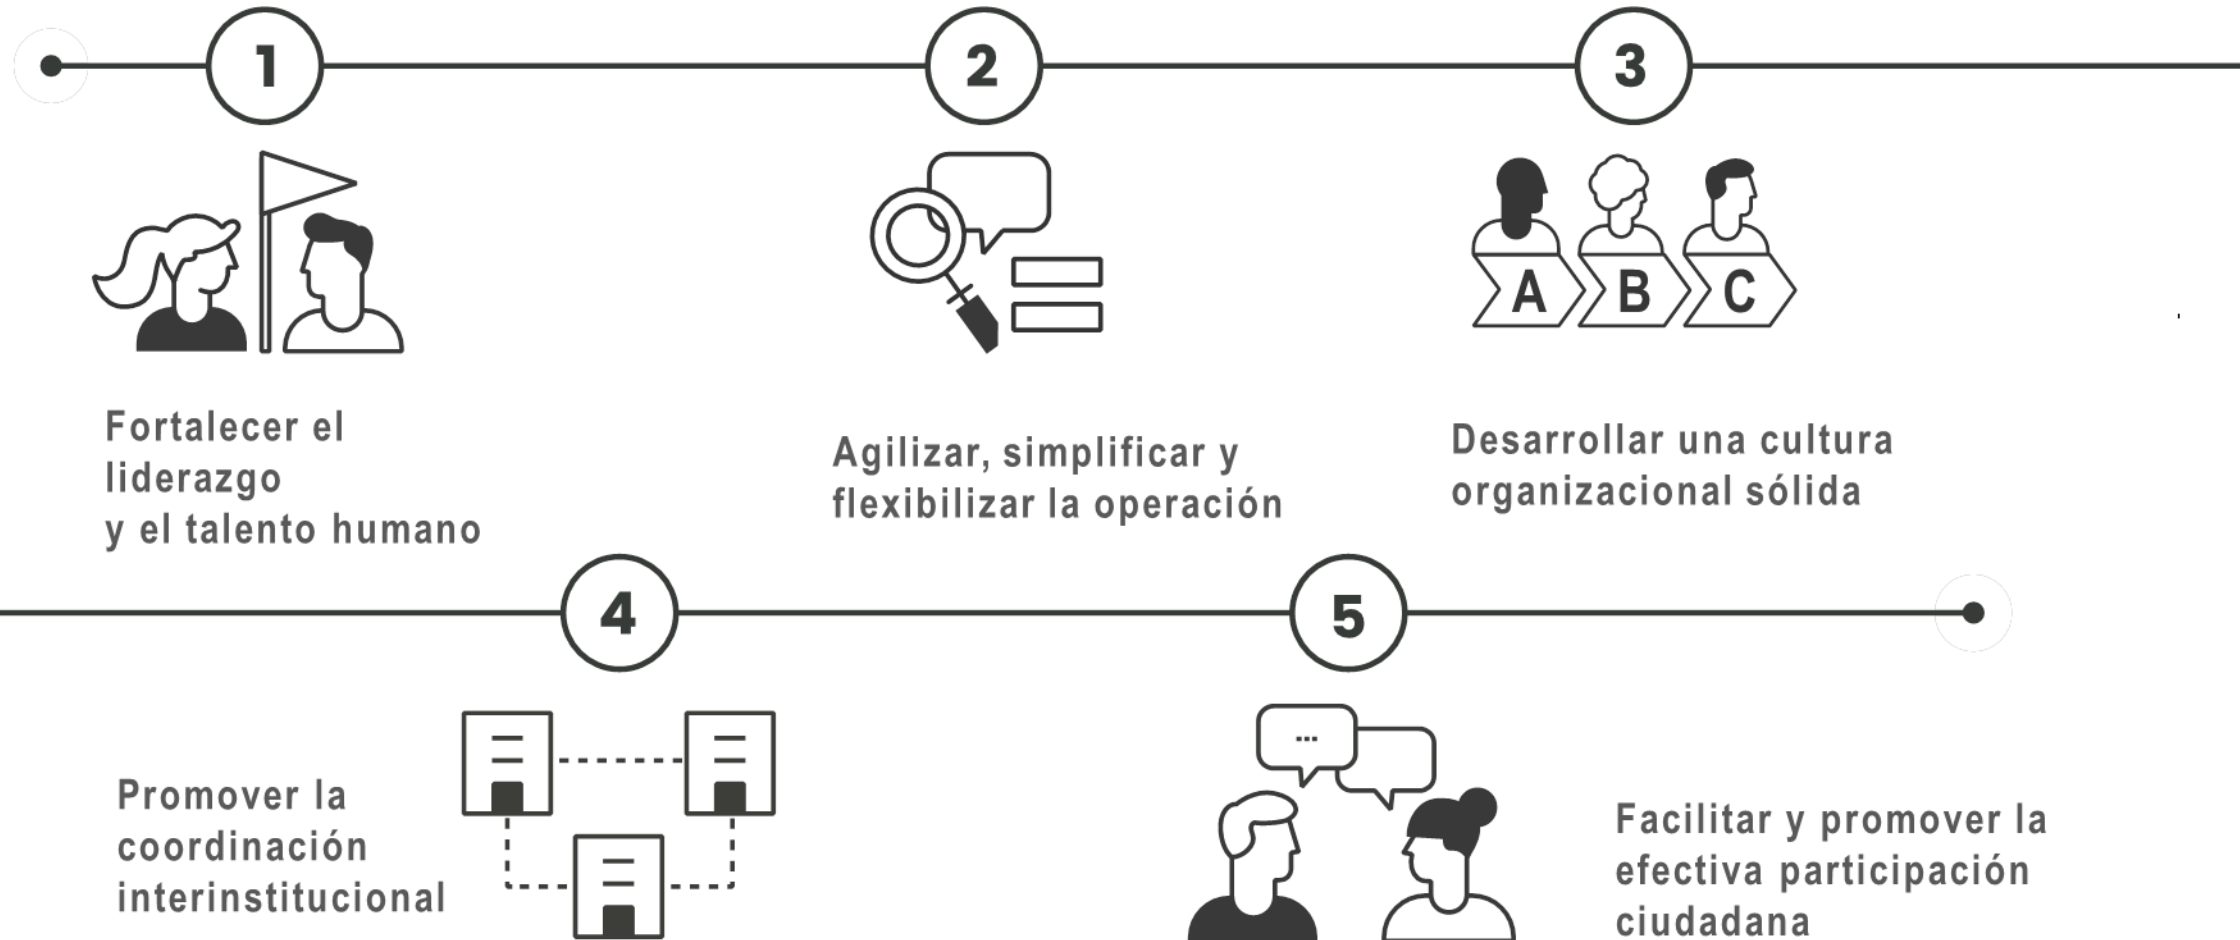 1
2
3
A B C
Fortalecer el
liderazgo
y el talento humano
Agilizar, simplificar y
flexibilizar la operación
Desarrollar una cultura
organizacional sólida
4
5
Promover la
coordinación
interinstitucional
...
Facilitar y promover la
efectiva participación
ciudadana